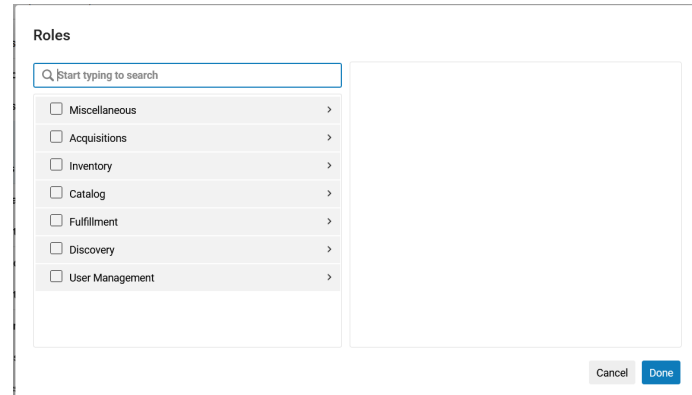 Roles
Start typing to search
Miscellaneous
Acquisitions
Inventory
Catalog
Fulfillment
Discovery
User Management
Cancel
Done